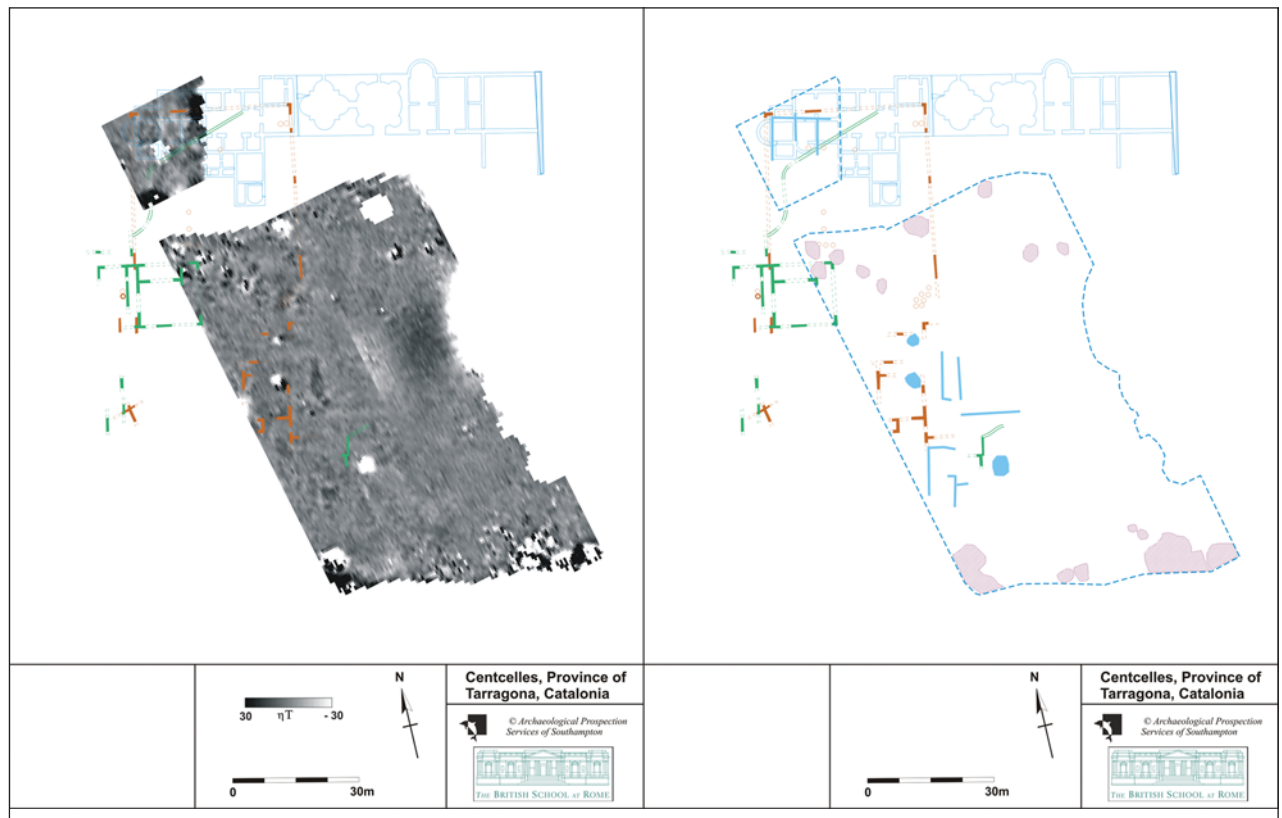 N
30 ηT - 30
0 30m
Centcelles, Province of
Tarragona, Catalonia
© Archaeological Prospection
Services of Southampton
THE BRITISH SCHOOL AT ROME
N
0 30m
Centcelles, Province of
Tarragona, Catalonia
© Archaeological Prospection
Services of Southampton
THE BRITISH SCHOOL AT ROME